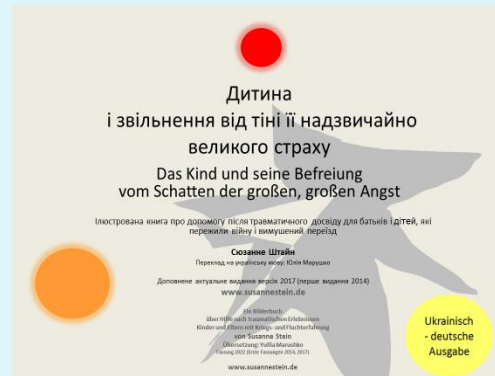 Дитина
і звільнення від тіні її надзвичайно
великого страху
Das Kind und seine Befreiung
vom Schatten der großen, großen Angst
Ілюстрована книга про допомогу після травматичного досвіду для батьків і дітей, які
пережили війну і вимушений переїзд
Сюзанне Штайн
Переклад на українську мову: Юлія Марушко
Доповнене актуальне видання версія 2017 (перше видання 2014)
www.susannestein.de
Ein Bilderbuch
über Hilfe nach traumatischen Erlebnissen
Kinder und Eltern mit Kriegs- und Fluchterfahrung
von Susanne Stein
Übersetzung: Yuliia Marushko
Fassung 2022 (Erste Fassungen 2014, 2017)
www.susannestein.de
Ukrainisch
- deutsche
Ausgabe